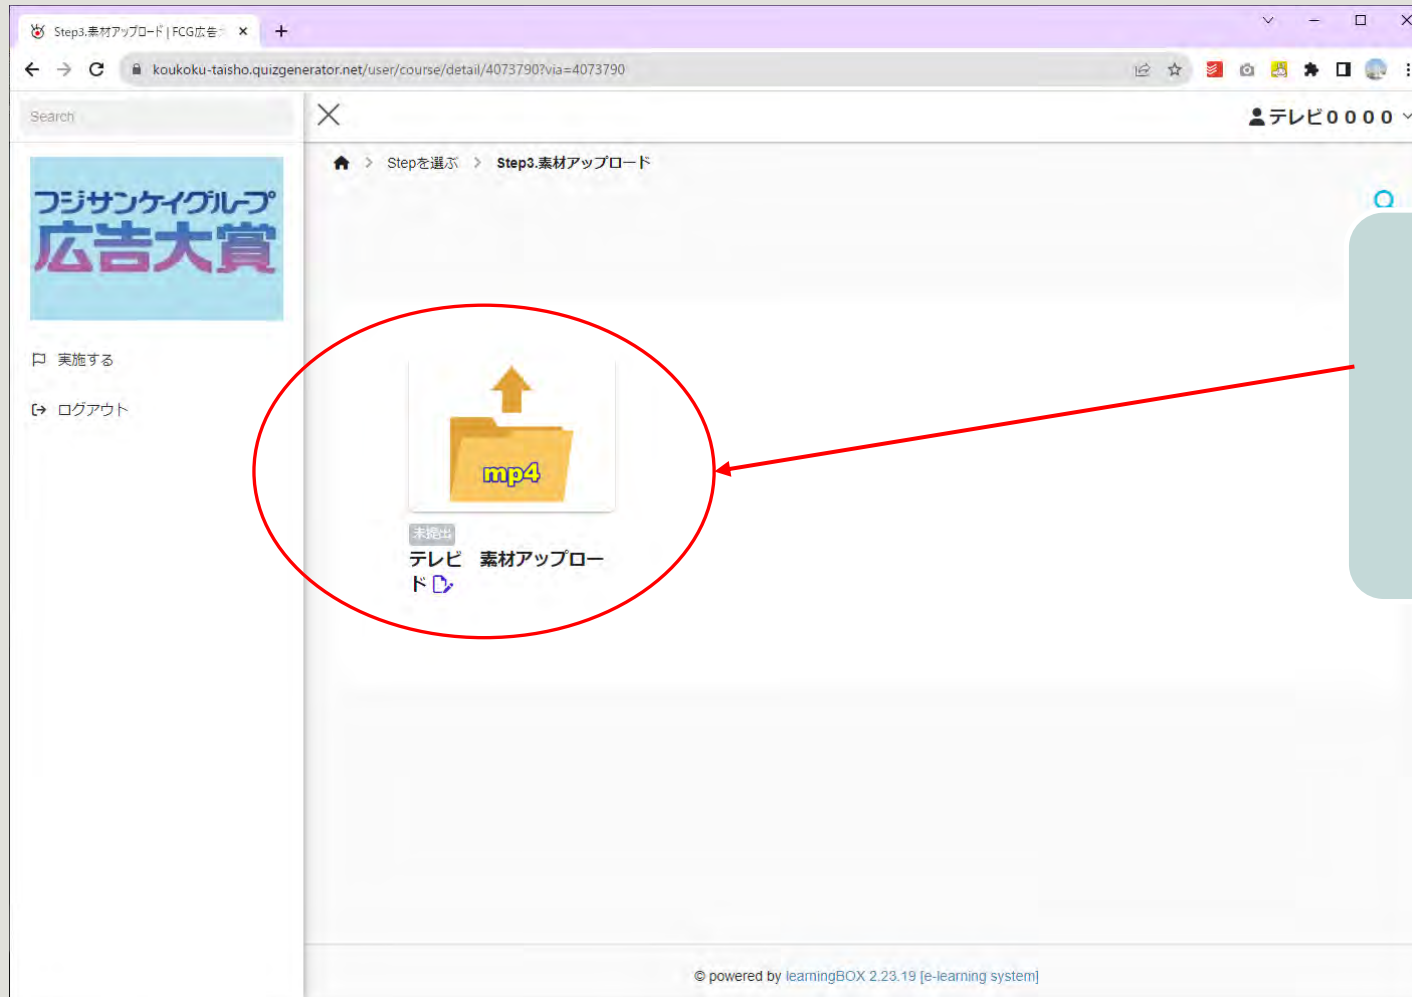 Step3.素材アップロード | FCG広告
koukoku-taisho.quizgenerator.net/user/course/detail/4073790?via=4073790
Search
テレビ００００
Stepを選ぶ > Step3.素材アップロード
フジサンケイグループ
広告大賞
実施する
ログアウト
mp4
未提出
テレビ　素材アップロー
ド
© powered by learningBOX 2.23.19 [e-learning system]